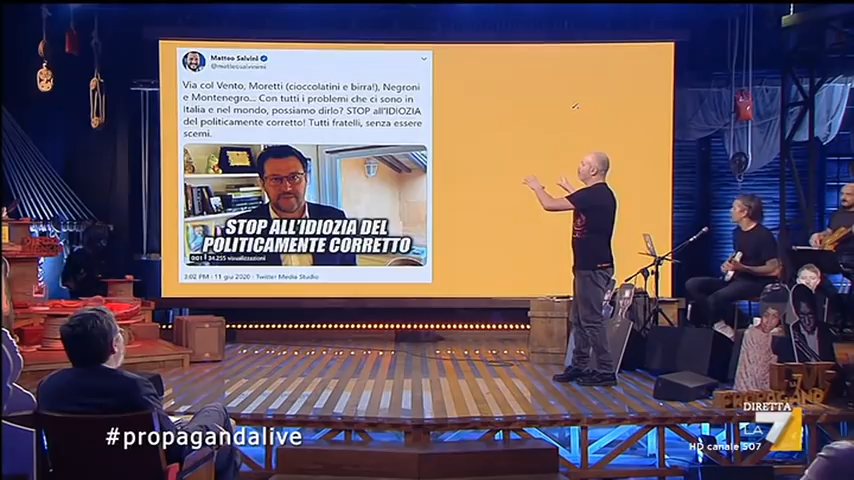 Matteo Salvini
@matteosalvinimi
Via col Vento, Moretti (cioccolatini e birra!), Negroni
e Montenegro... Con tutti i problemi che ci sono in
Italia e nel mondo, possiamo dirlo? STOP all'IDIOZIA
del politicamente corretto! Tutti fratelli, senza essere
scemi.
STOP ALL'IDIOZIA DEL
POLITICAMENTE CORRETTO
0:01 34.255 visualizzazioni
3:02 PM · 11 giu 2020 · Twitter Media Studio
#propagandalive
PROPAGAND
DIRETTA
LA 7
HD canale 507